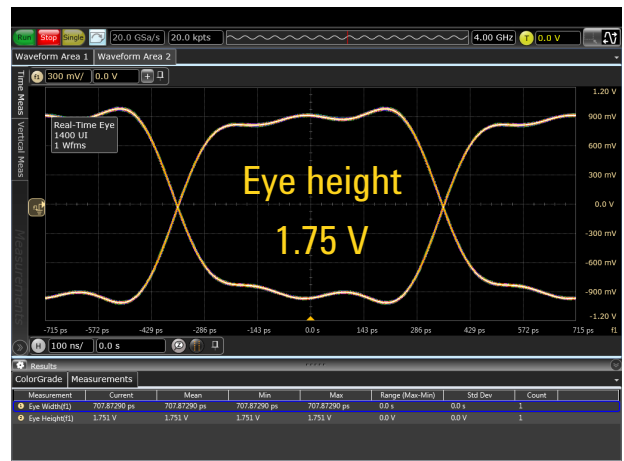 Run Stop Single 20.0 GSa/s 20.0 kpts 4.00 GHz T 0.0 V
Waveform Area 1 Waveform Area 2
f1 300 mV/ 0.0 V +
Time Meas
Vertical Meas
Measurements
1.20 V
900 mV
600 mV
300 mV
0.0 V
-300 mV
-600 mV
-900 mV
-1.20 V
Real-Time Eye
1400 UI
1 Wfms
Eye height
1.75 V
-715 ps -572 ps -429 ps -286 ps -143 ps 0.0 s 143 ps 286 ps 429 ps 572 ps 715 ps f1
H 100 ns/ 0.0 s
Results
ColorGrade Measurements
Measurement Current Mean Min Max Range (Max-Min) Std Dev Count
Eye Width(f1) 707.87290 ps 707.87290 ps 707.87290 ps 707.87290 ps 0.0 s 0.0 s 1
Eye Height(f1) 1.751 V 1.751 V 1.751 V 1.751 V 0.0 V 0.0 V 1